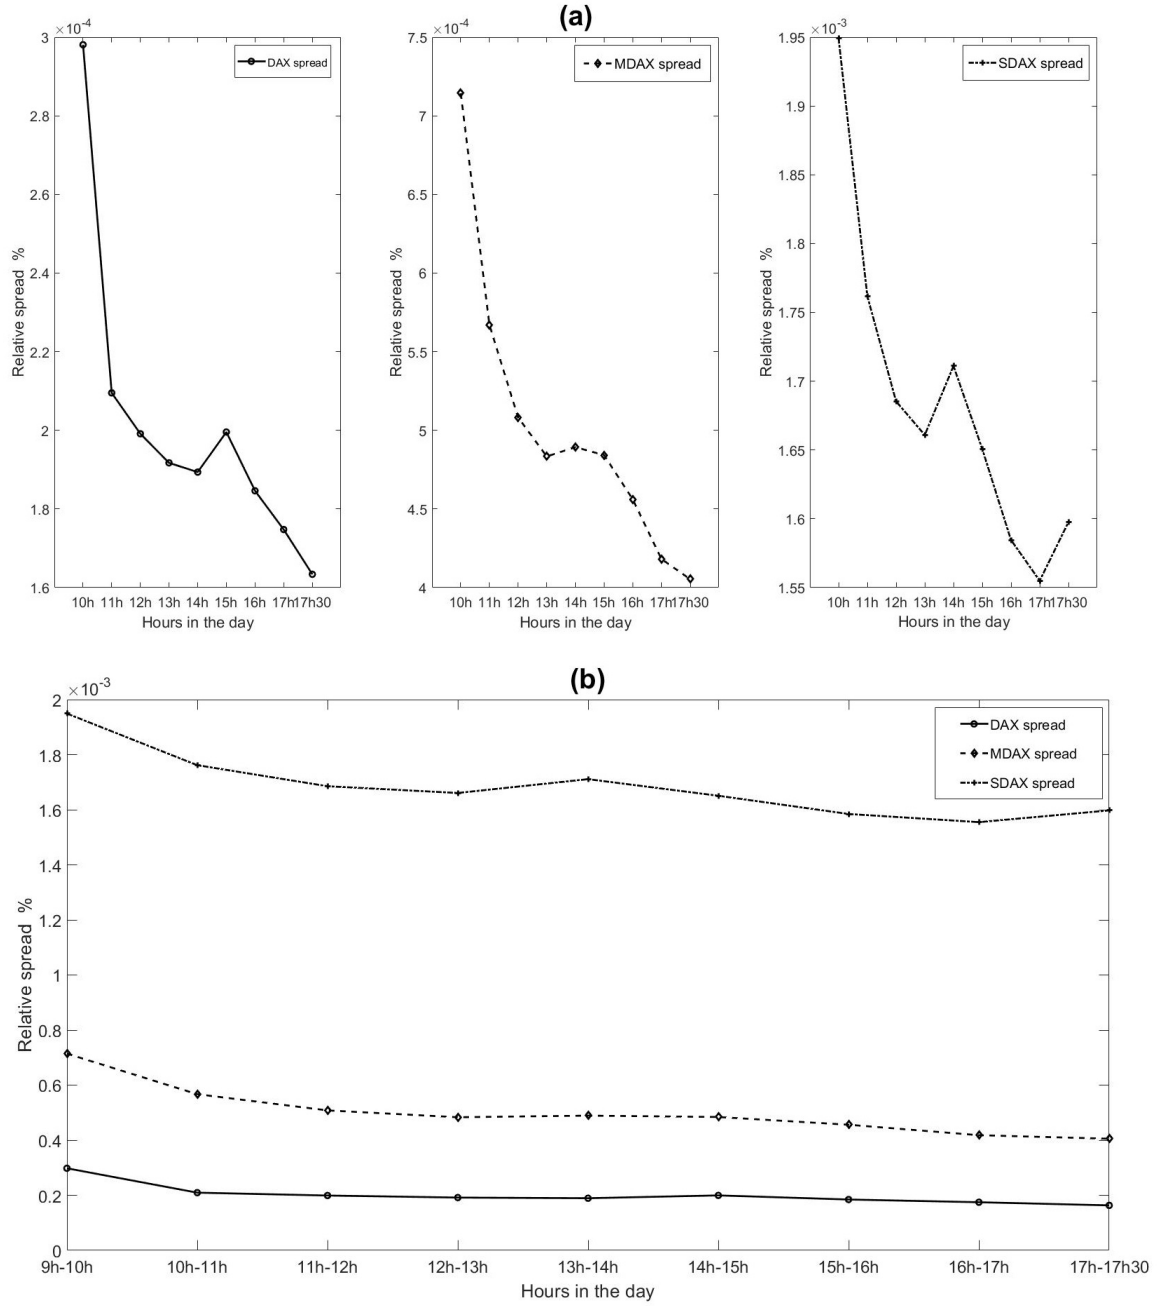 (a)
×10-4
3
2.8
2.6
2.4
2.2
2
1.8
1.6
Relative spread %
DAX spread
10h 11h 12h 13h 14h 15h 16h 17h 17h30
Hours in the day
×10-4
7.5
7
6.5
6
5.5
5
4.5
4
Relative spread %
MDAX spread
10h 11h 12h 13h 14h 15h 16h 17h 17h30
Hours in the day
×10-3
1.95
1.9
1.85
1.8
1.75
1.7
1.65
1.6
1.55
Relative spread %
SDAX spread
10h 11h 12h 13h 14h 15h 16h 17h 17h30
Hours in the day
(b)
×10-3
2
1.8
1.6
1.4
1.2
1
0.8
0.6
0.4
0.2
0
Relative spread %
DAX spread
MDAX spread
SDAX spread
9h-10h 10h-11h 11h-12h 12h-13h 13h-14h 14h-15h 15h-16h 16h-17h 17h-17h30
Hours in the day